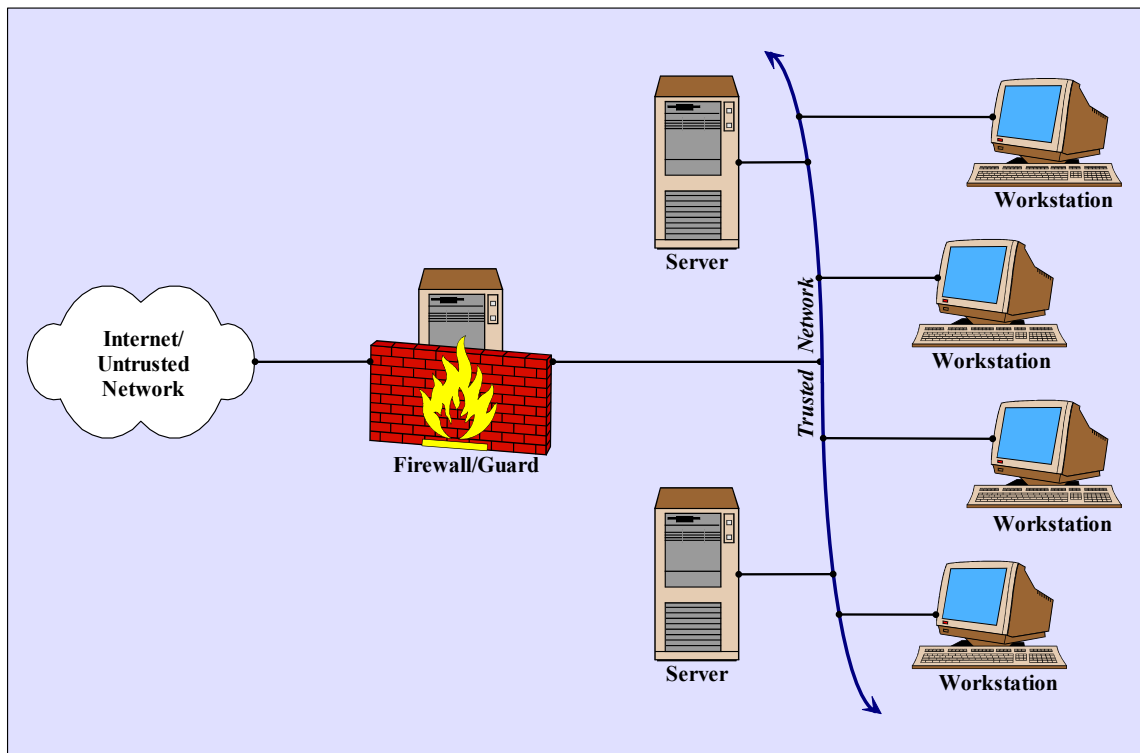 Internet/
Untrusted
Network
Firewall/Guard
Server
Server
Trusted Network
Workstation
Workstation
Workstation
Workstation